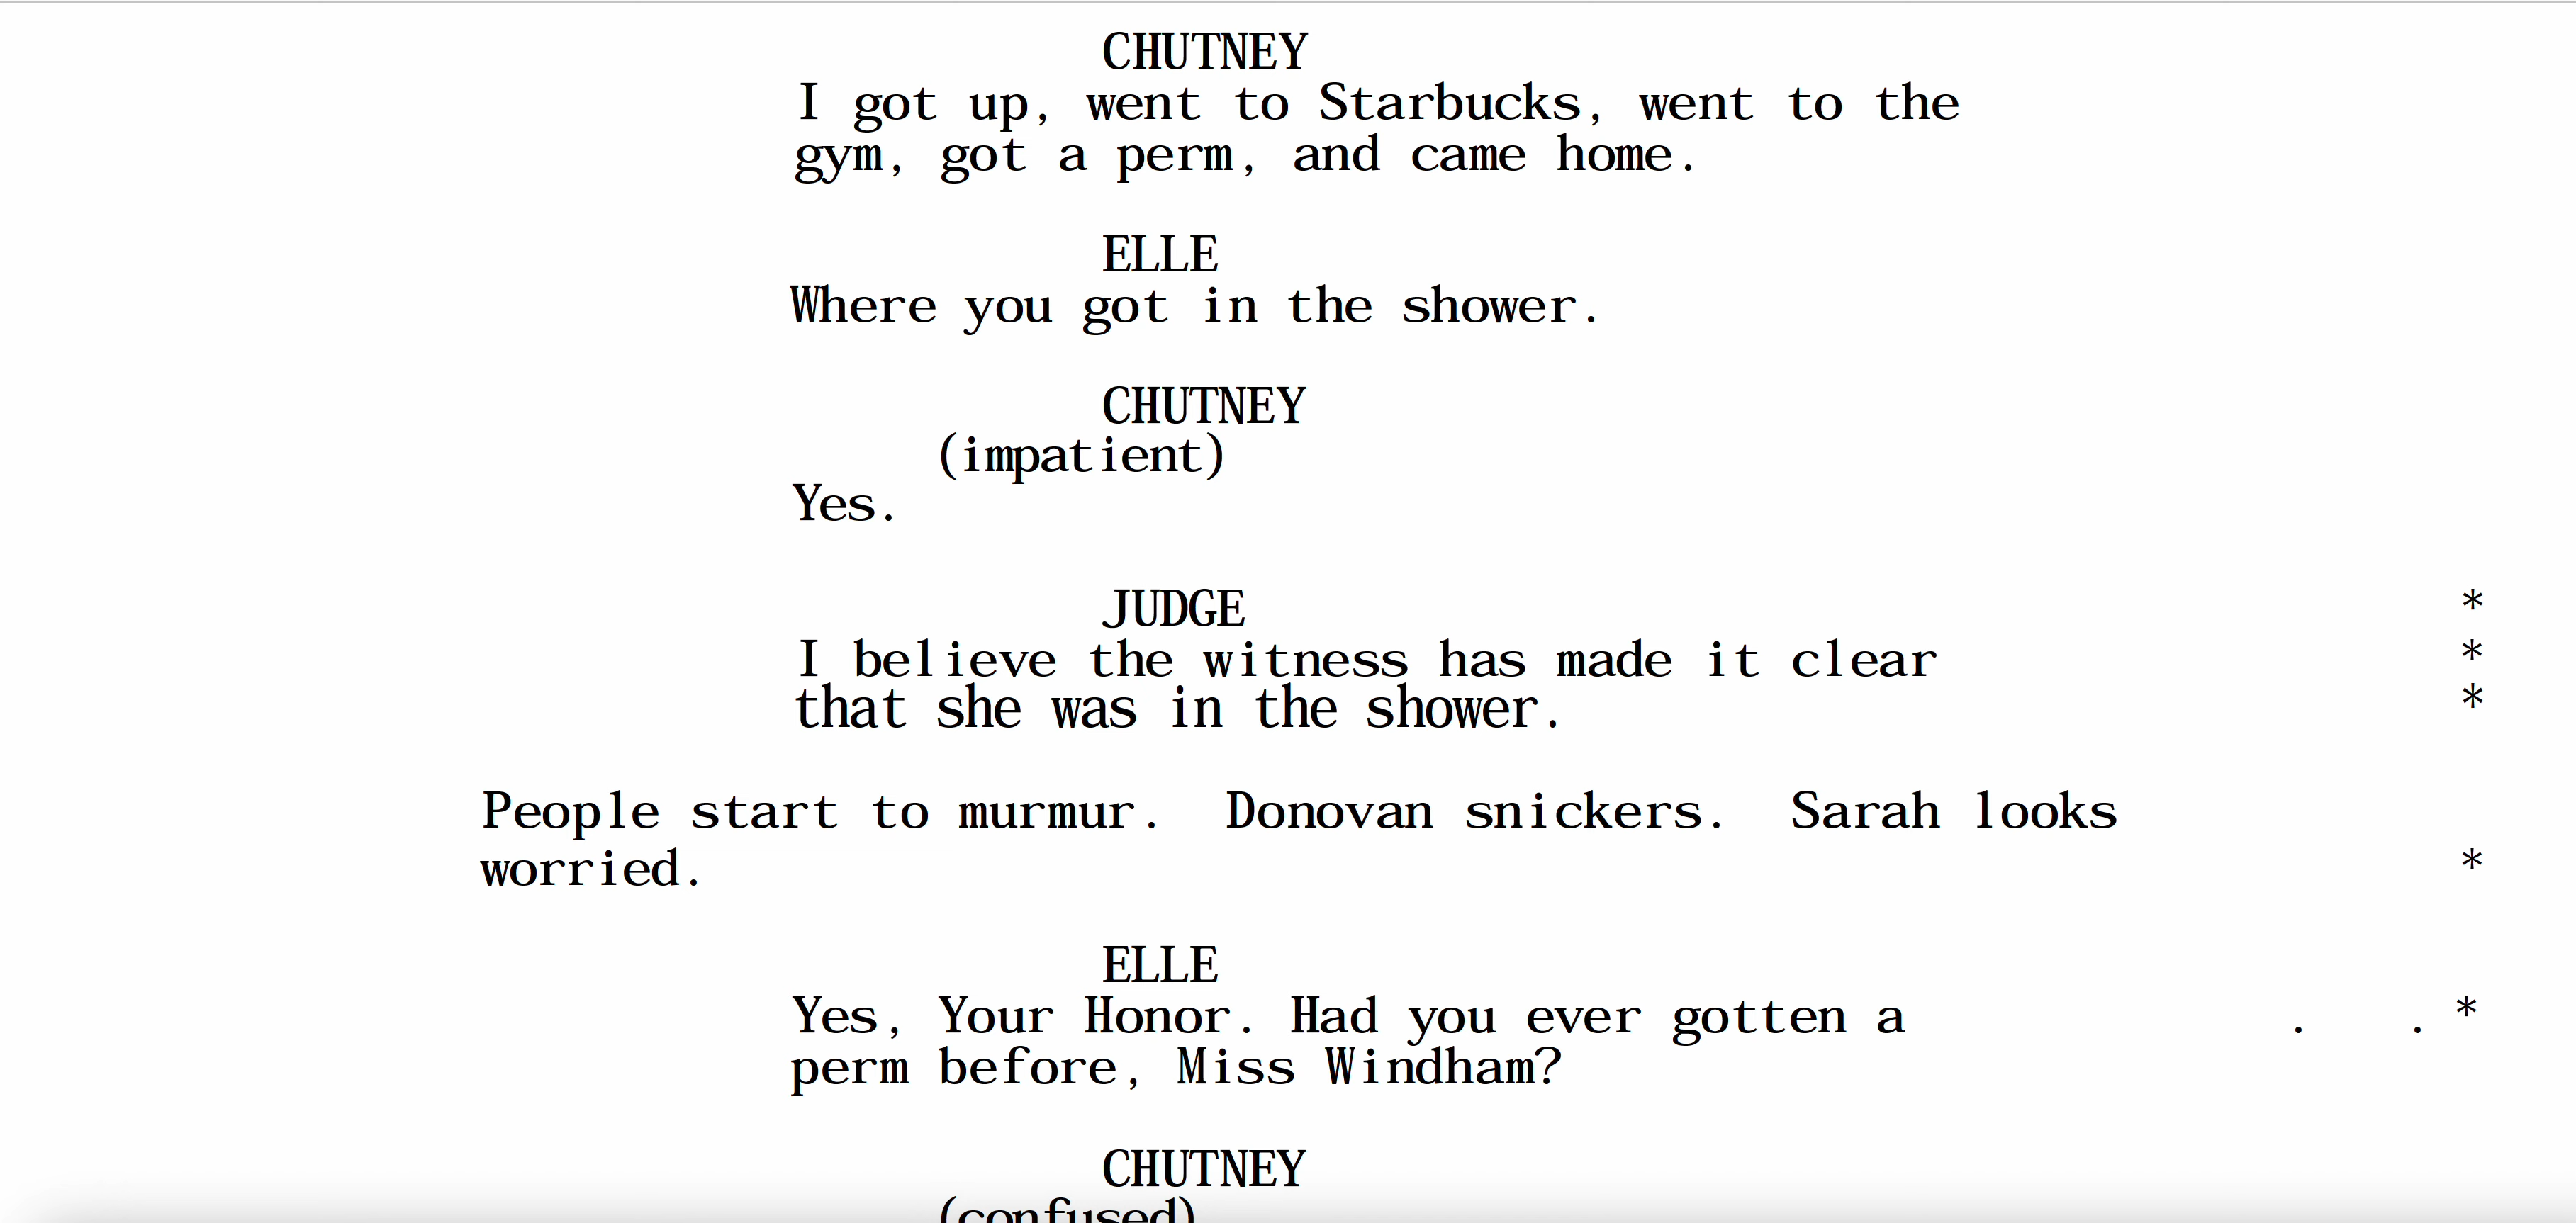 CHUTNEY
I got up, went to Starbucks, went to the
gym, got a perm, and came home.
ELLE
Where you got in the shower.
CHUTNEY
(impatient)
Yes.
JUDGE *
I believe the witness has made it clear *
that she was in the shower. *
People start to murmur.  Donovan snickers.  Sarah looks
worried. *
ELLE
Yes, Your Honor. Had you ever gotten a . . *
perm before, Miss Windham?
CHUTNEY
(confused)